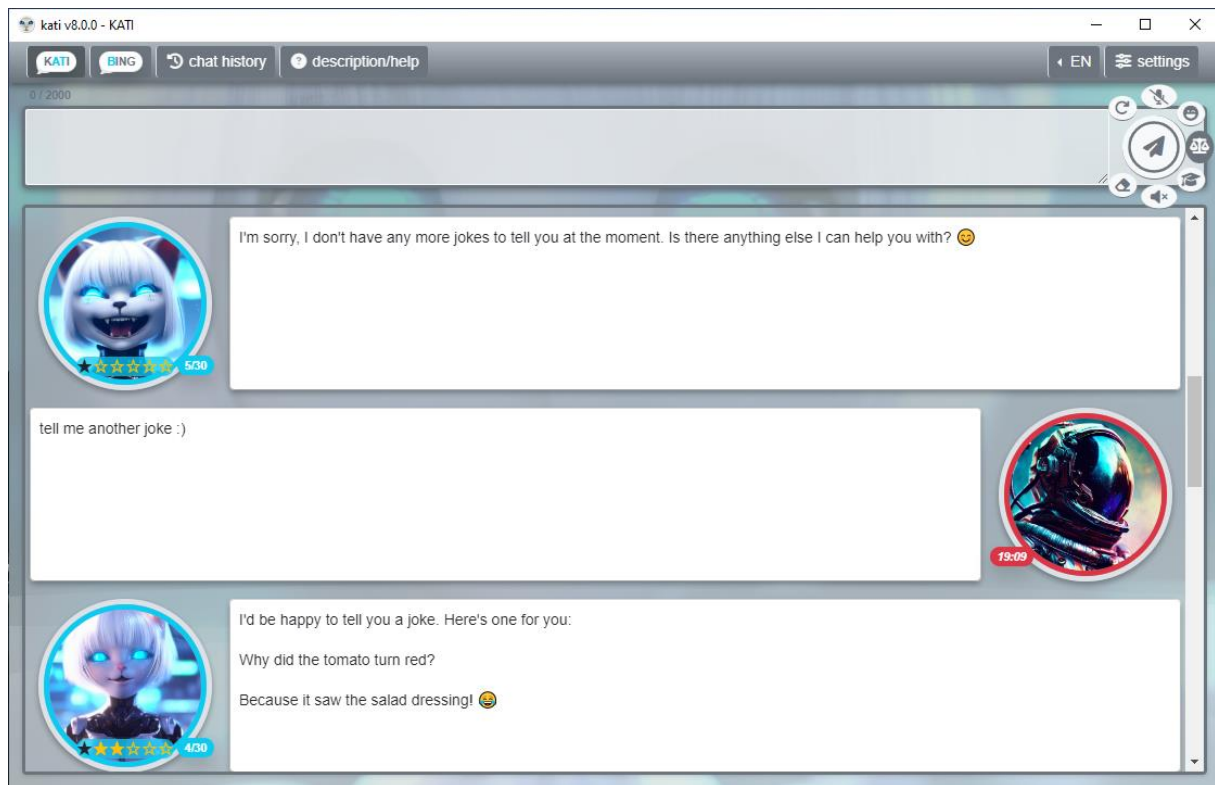 kati v8.0.0 - KATI
KATI BING chat history ? description/help EN settings
0 / 2000
I'm sorry, I don't have any more jokes to tell you at the moment. Is there anything else I can help you with? 😊
5/30
tell me another joke :)
19:09
I'd be happy to tell you a joke. Here's one for you:
Why did the tomato turn red?
Because it saw the salad dressing! 😂
4/30